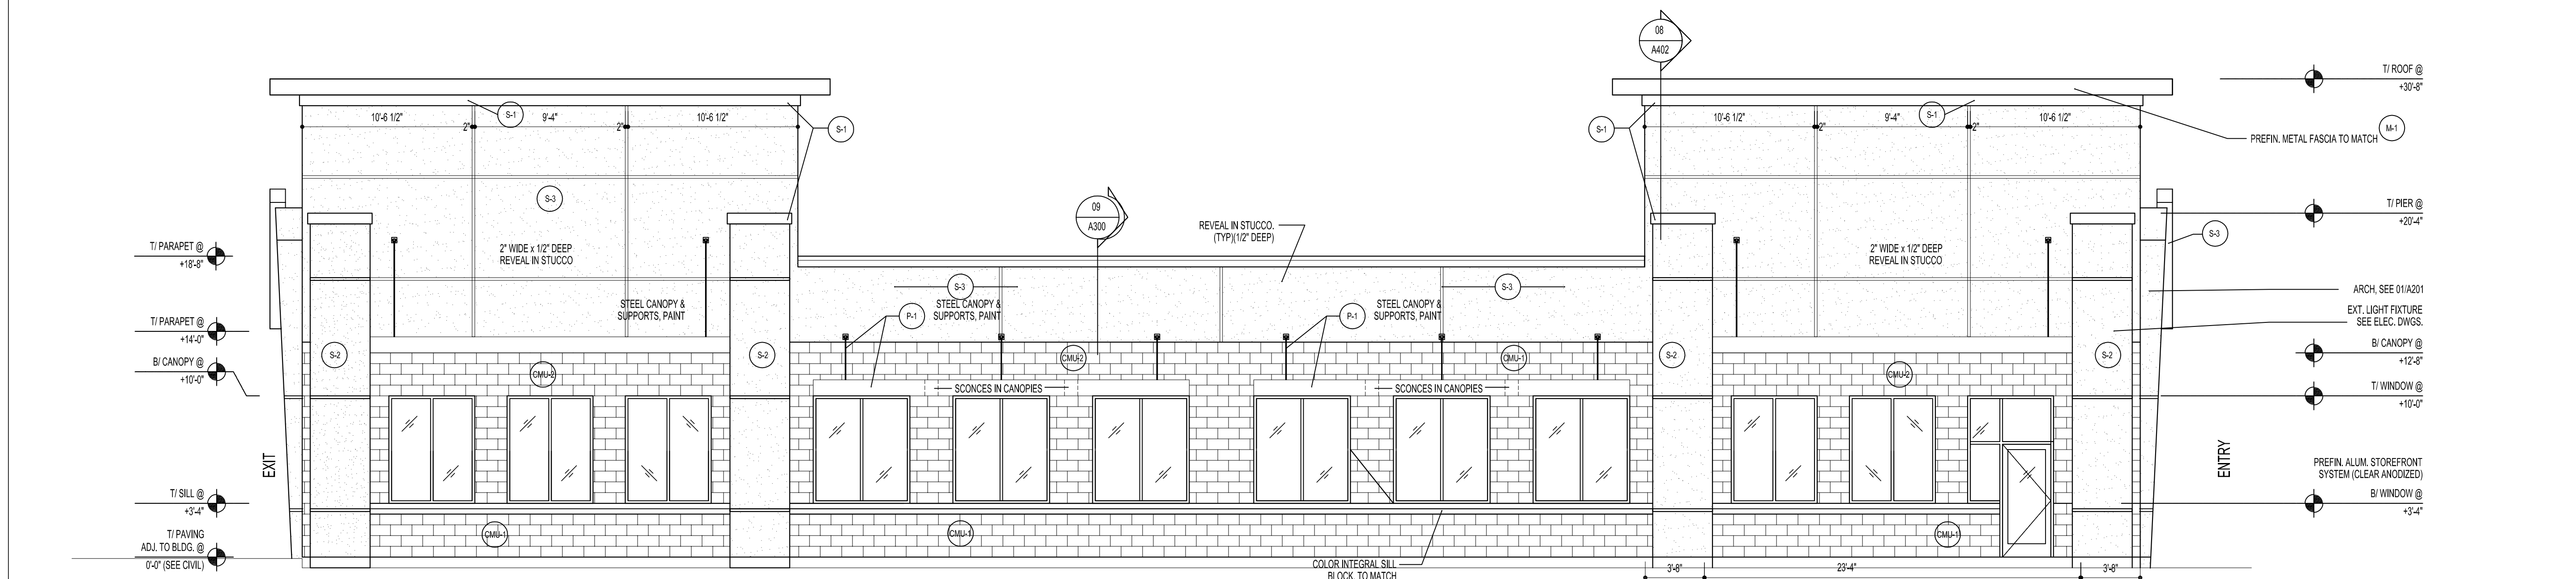 08
A402
T/ ROOF @
+30'-8"
10'-6 1/2"
2"
9'-4"
2"
10'-6 1/2"
S-1
S-1
S-1
10'-6 1/2"
2"
9'-4"
2"
10'-6 1/2"
S-1
PREFIN. METAL FASCIA TO MATCH
M-1
S-3
09
A300
T/ PIER @
+20'-4"
REVEAL IN STUCCO.
(TYP)(1/2" DEEP)
S-3
T/ PARAPET @
+18'-8"
2" WIDE x 1/2" DEEP
REVEAL IN STUCCO
2" WIDE x 1/2" DEEP
REVEAL IN STUCCO
S-3
S-3
ARCH, SEE 01/A201
STEEL CANOPY &
SUPPORTS, PAINT
P-1
STEEL CANOPY &
SUPPORTS, PAINT
P-1
STEEL CANOPY &
SUPPORTS, PAINT
EXT. LIGHT FIXTURE
SEE ELEC. DWGS.
T/ PARAPET @
+14'-0"
B/ CANOPY @
+12'-8"
S-2
S-2
CMU-2
CMU-1
S-2
S-2
B/ CANOPY @
+10'-0"
CMU-2
CMU-2
SCONCES IN CANOPIES
SCONCES IN CANOPIES
T/ WINDOW @
+10'-0"
EXIT
ENTRY
PREFIN. ALUM. STOREFRONT
SYSTEM (CLEAR ANODIZED)
T/ SILL @
+3'-4"
B/ WINDOW @
+3'-4"
T/ PAVING
ADJ. TO BLDG. @
0'-0" (SEE CIVIL)
CMU-1
CMU-1
CMU-1
COLOR INTEGRAL SILL
BLOCK, TO MATCH
3'-8"
23'-4"
3'-8"